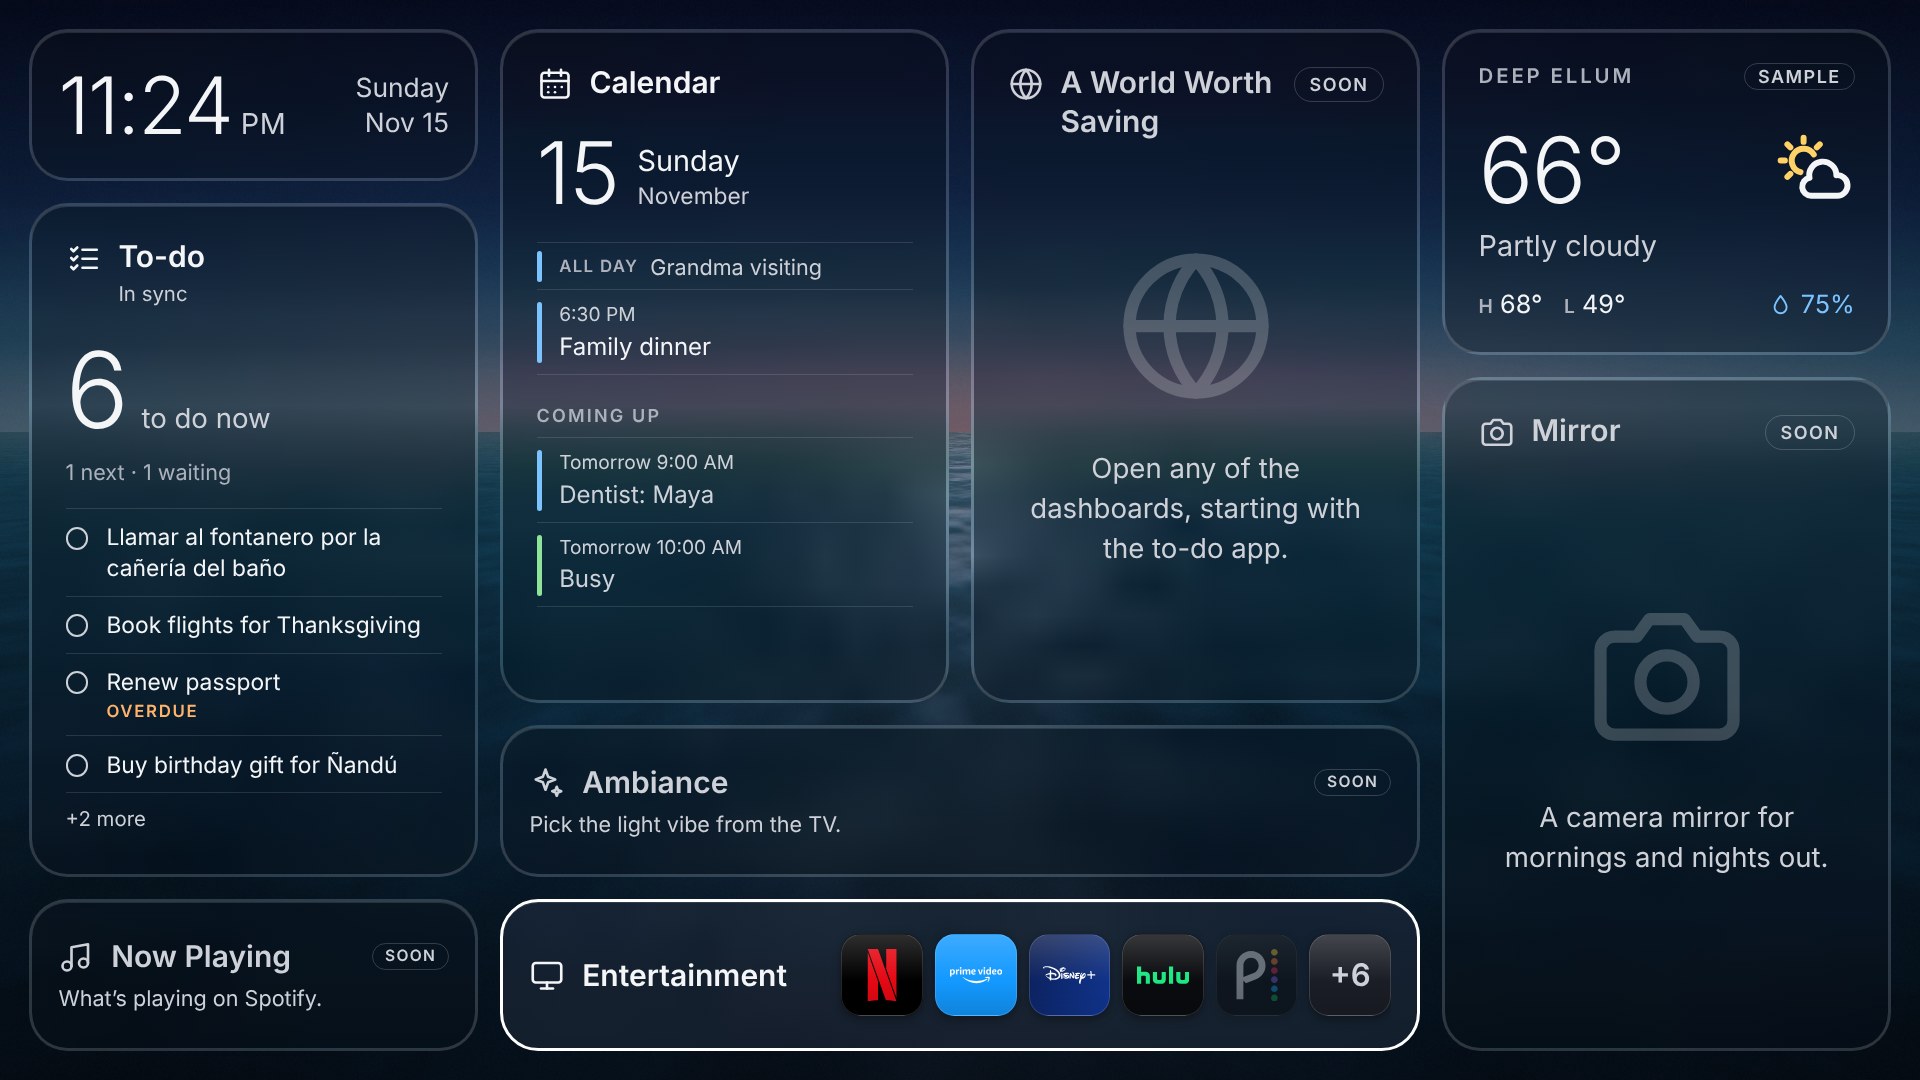 11:24 PM
Sunday
Nov 15
To-do
In sync
6 to do now
1 next · 1 waiting
Llamar al fontanero por la
cañería del baño
Book flights for Thanksgiving
Renew passport
OVERDUE
Buy birthday gift for Ñandú
+2 more
Now Playing
SOON
What’s playing on Spotify.
Calendar
15
Sunday
November
ALL DAY Grandma visiting
6:30 PM
Family dinner
COMING UP
Tomorrow 9:00 AM
Dentist: Maya
Tomorrow 10:00 AM
Busy
A World Worth
Saving
SOON
Open any of the
dashboards, starting with
the to-do app.
Ambiance
SOON
Pick the light vibe from the TV.
Entertainment
N
prime video
Disney+
hulu
P
+6
DEEP ELLUM
SAMPLE
66°
Partly cloudy
H 68° L 49°
75%
Mirror
SOON
A camera mirror for
mornings and nights out.